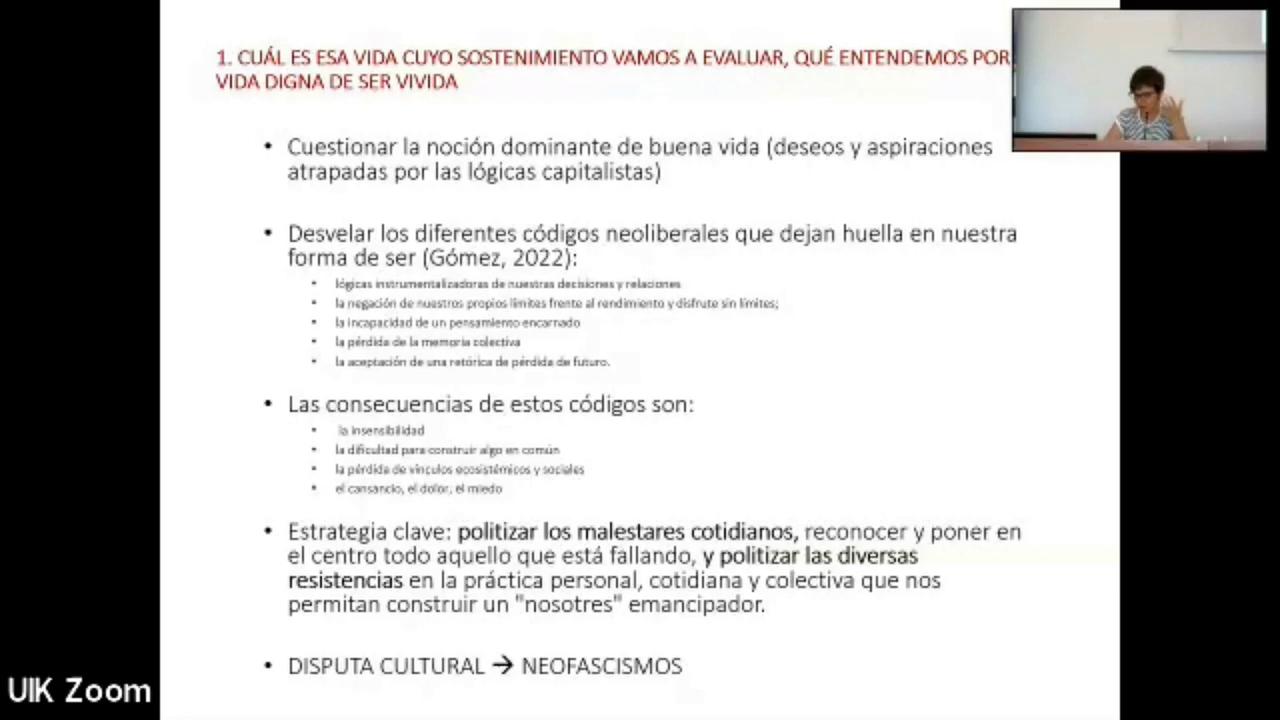 1. CUÁL ES ESA VIDA CUYO SOSTENIMIENTO VAMOS A EVALUAR, QUÉ ENTENDEMOS POR
VIDA DIGNA DE SER VIVIDA
• Cuestionar la noción dominante de buena vida (deseos y aspiraciones
atrapadas por las lógicas capitalistas)
• Desvelar los diferentes códigos neoliberales que dejan huella en nuestra
forma de ser (Gómez, 2022):
• lógicas instrumentalizadoras de nuestras decisiones y relaciones
• la negación de nuestros propios límites frente al rendimiento y disfrute sin límites;
• la incapacidad de un pensamiento encarnado
• la pérdida de la memoria colectiva
• la aceptación de una retórica de pérdida de futuro.
• Las consecuencias de estos códigos son:
• la insensibilidad
• la dificultad para construir algo en común
• la pérdida de vínculos ecosistémicos y sociales
• el cansancio, el dolor, el miedo
• Estrategia clave: politizar los malestares cotidianos, reconocer y poner en
el centro todo aquello que está fallando, y politizar las diversas
resistencias en la práctica personal, cotidiana y colectiva que nos
permitan construir un "nosotres" emancipador.
• DISPUTA CULTURAL → NEOFASCISMOS
UIK Zoom